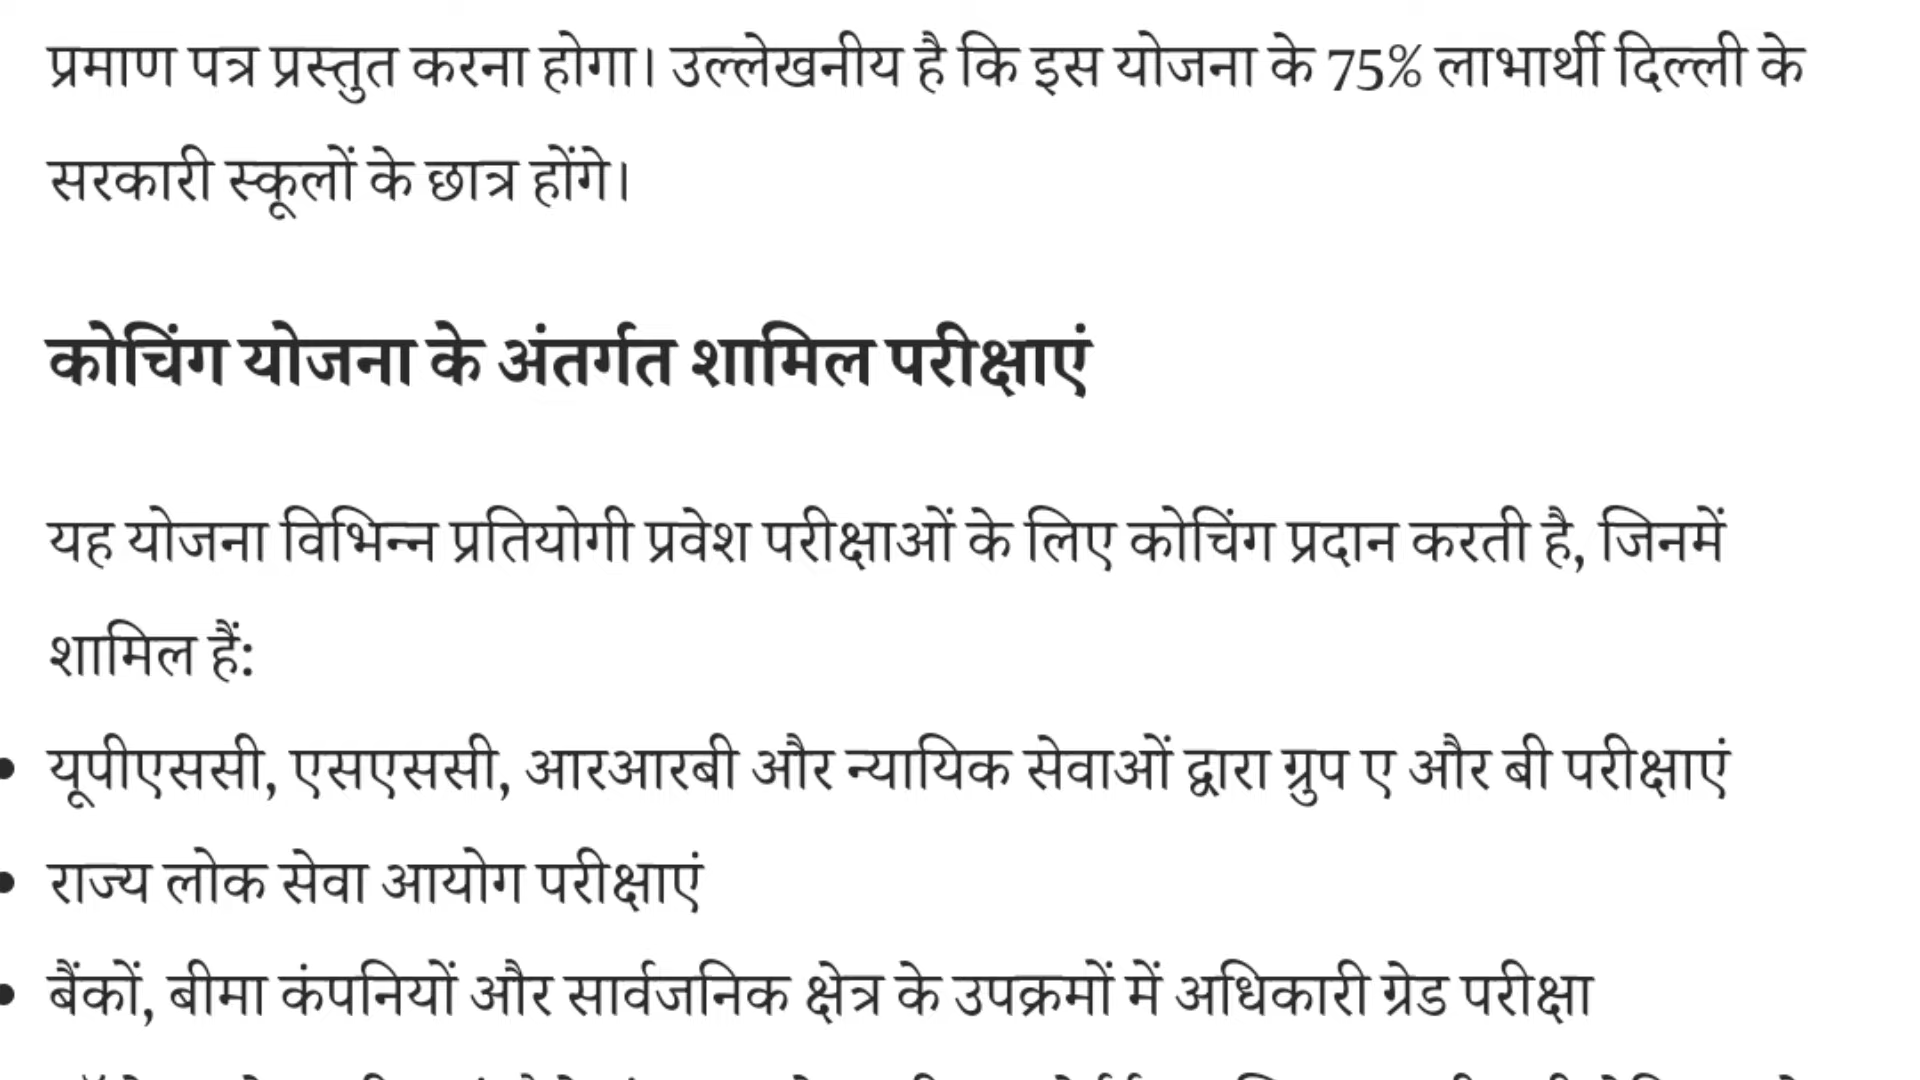 प्रमाण पत्र प्रस्तुत करना होगा। उल्लेखनीय है कि इस योजना के 75% लाभार्थी दिल्ली के
सरकारी स्कूलों के छात्र होंगे।
कोचिंग योजना के अंतर्गत शामिल परीक्षाएं
यह योजना विभिन्न प्रतियोगी प्रवेश परीक्षाओं के लिए कोचिंग प्रदान करती है, जिनमें
शामिल हैं:
• यूपीएससी, एसएससी, आरआरबी और न्यायिक सेवाओं द्वारा ग्रुप ए और बी परीक्षाएं
• राज्य लोक सेवा आयोग परीक्षाएं
• बैंकों, बीमा कंपनियों और सार्वजनिक क्षेत्र के उपक्रमों में अधिकारी ग्रेड परीक्षा